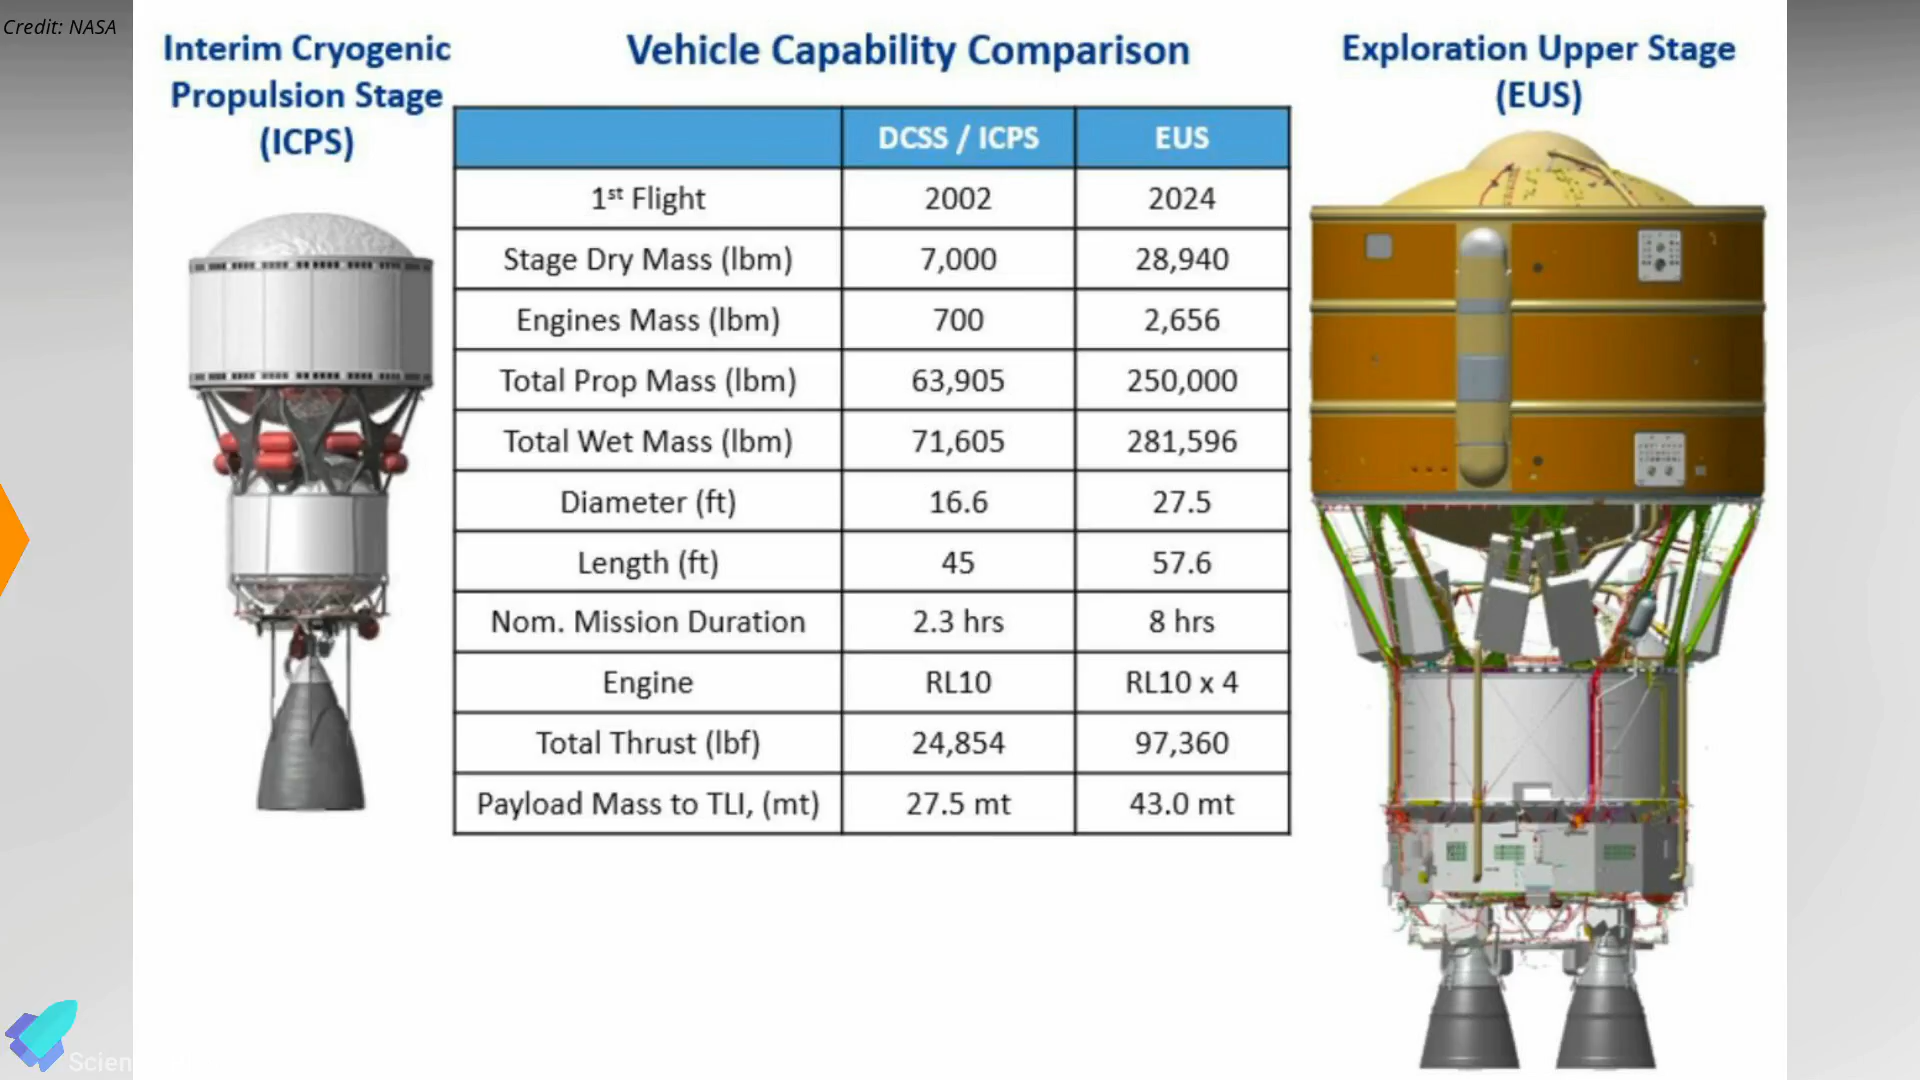 Credit: NASA
Interim Cryogenic
Propulsion Stage
(ICPS)
Vehicle Capability Comparison
Exploration Upper Stage
(EUS)
DCSS / ICPS EUS
1st Flight 2002 2024
Stage Dry Mass (lbm) 7,000 28,940
Engines Mass (lbm) 700 2,656
Total Prop Mass (lbm) 63,905 250,000
Total Wet Mass (lbm) 71,605 281,596
Diameter (ft) 16.6 27.5
Length (ft) 45 57.6
Nom. Mission Duration 2.3 hrs 8 hrs
Engine RL10 RL10 x 4
Total Thrust (lbf) 24,854 97,360
Payload Mass to TLI, (mt) 27.5 mt 43.0 mt